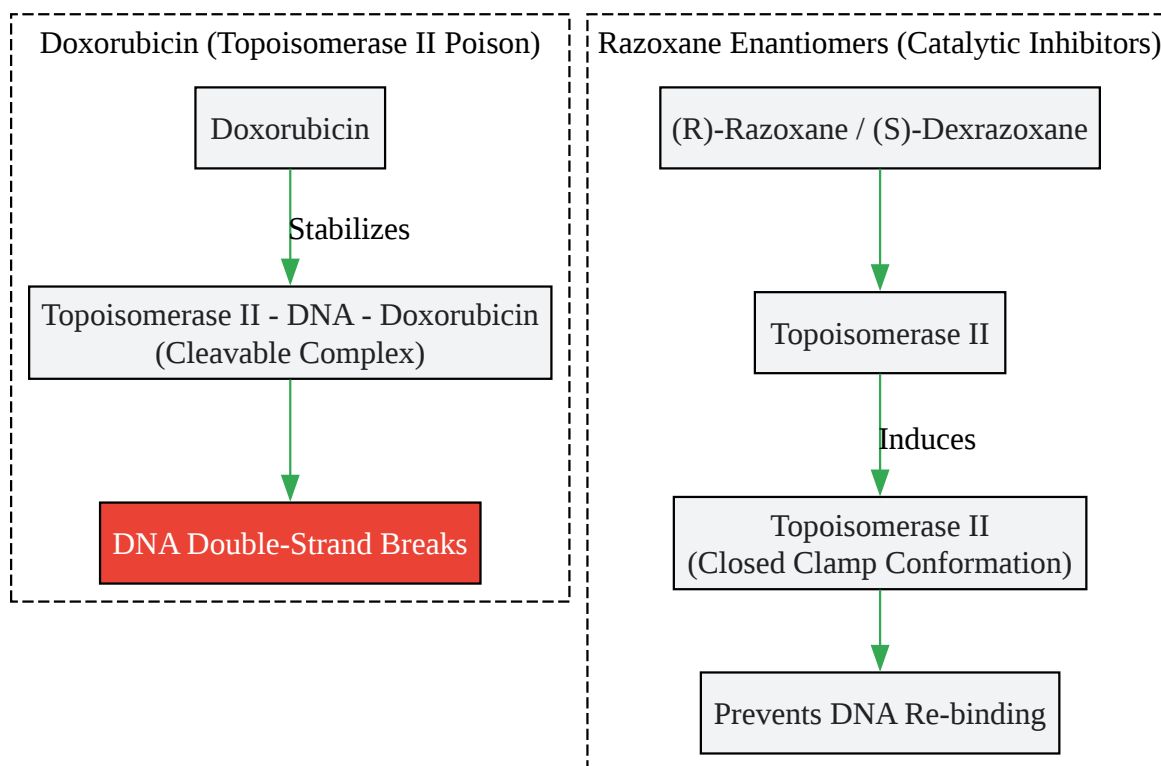 Doxorubicin (Topoisomerase II Poison)
Doxorubicin
Stabilizes
Topoisomerase II - DNA - Doxorubicin
(Cleavable Complex)
DNA Double-Strand Breaks
Razoxane Enantiomers (Catalytic Inhibitors)
(R)-Razoxane / (S)-Dexrazoxane
Topoisomerase II
Induces
Topoisomerase II
(Closed Clamp Conformation)
Prevents DNA Re-binding